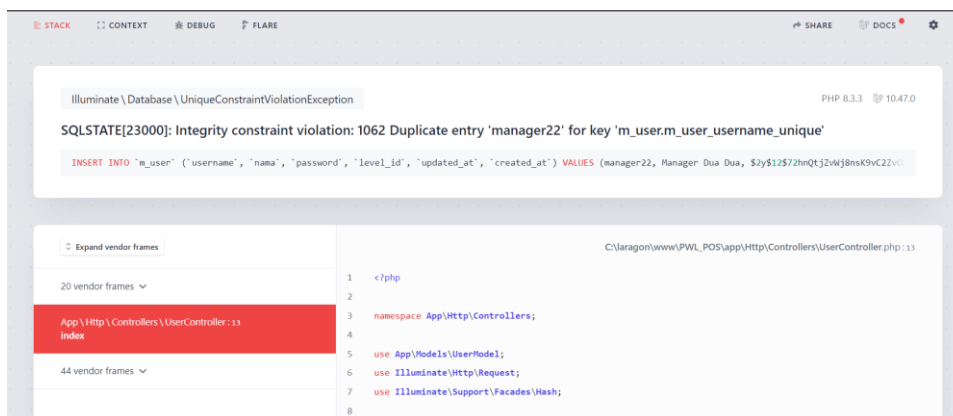 STACK CONTEXT DEBUG FLARE SHARE DOCS
Illuminate\Database\UniqueConstraintViolationException PHP 8.3.3 10.47.0
SQLSTATE[23000]: Integrity constraint violation: 1062 Duplicate entry 'manager22' for key 'm_user.m_user_username_unique'
INSERT INTO `m_user` (`username`, `nama`, `password`, `level_id`, `updated_at`, `created_at`) VALUES (manager22, Manager Dua Dua,
Expand vendor frames
C:\laragon\www\PWL_POS\app\Http\Controllers\UserController.php:13
20 vendor frames
App\Http\Controllers\UserController:13
index
44 vendor frames
1 <?php
2
3 namespace App\Http\Controllers;
4
5 use App\Models\UserModel;
6 use Illuminate\Http\Request;
7 use Illuminate\Support\Facades\Hash;
8